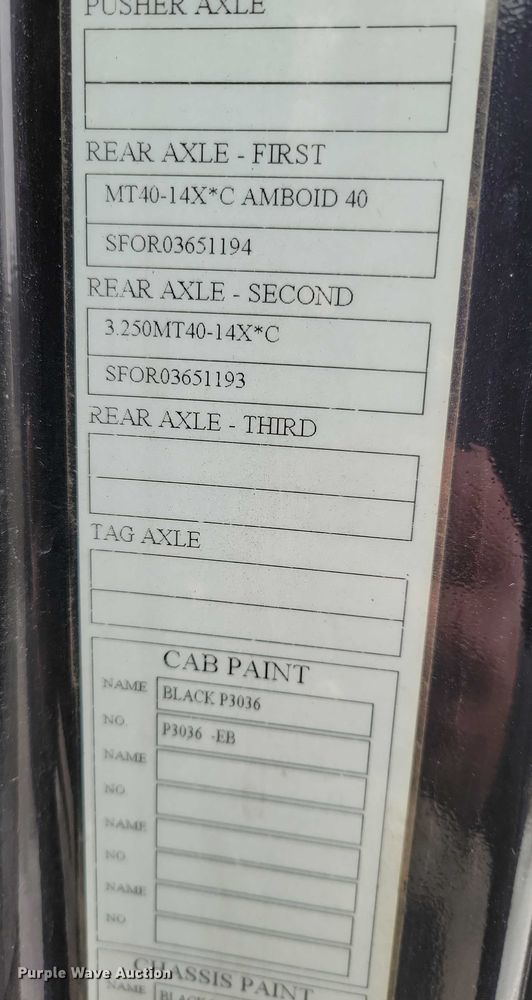 PUSHER AXLE
REAR AXLE - FIRST
MT40-14X*C AMBOID 40
SFOR03651194
REAR AXLE - SECOND
3.250MT40-14X*C
SFOR03651193
REAR AXLE - THIRD
TAG AXLE
CAB PAINT
NAME BLACK P3036
NO. P3036 -EB
NAME
NO
NAME
NO
NAME
NO
CHASSIS PAINT
NAME
Purple Wave Auction